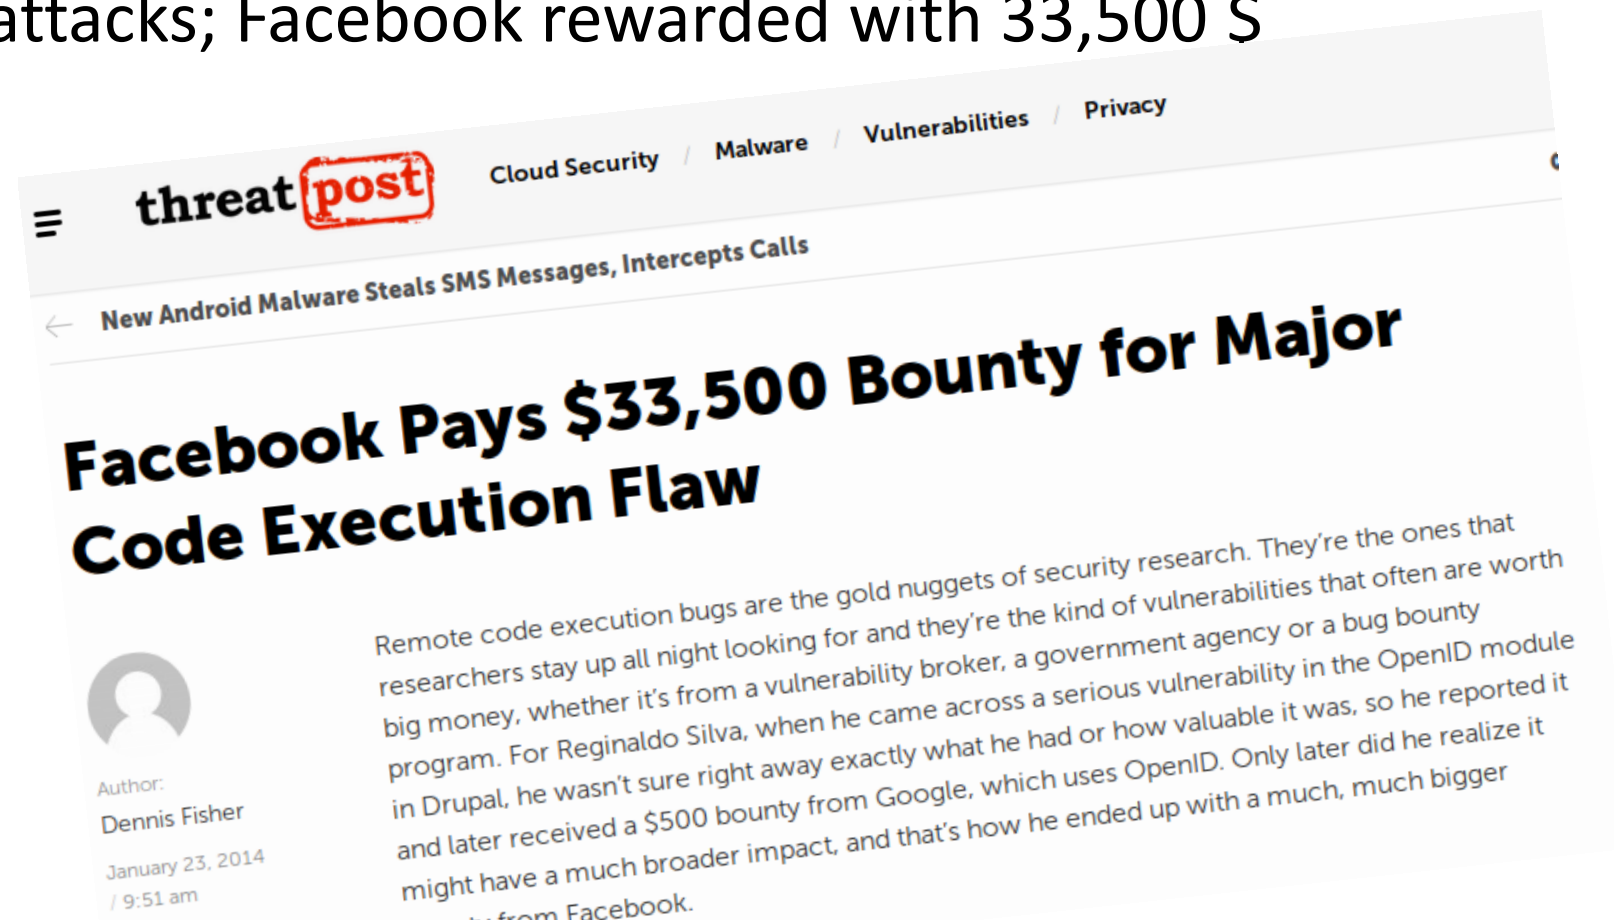 attacks; Facebook rewarded with 33,500 $
threatpost
Cloud Security / Malware / Vulnerabilities / Privacy
← New Android Malware Steals SMS Messages, Intercepts Calls
Facebook Pays $33,500 Bounty for Major
Code Execution Flaw
Remote code execution bugs are the gold nuggets of security research. They’re the ones that
researchers stay up all night looking for and they’re the kind of vulnerabilities that often are worth
big money, whether it’s from a vulnerability broker, a government agency or a bug bounty
program. For Reginaldo Silva, when he came across a serious vulnerability in the OpenID module
in Drupal, he wasn’t sure right away exactly what he had or how valuable it was, so he reported it
and later received a $500 bounty from Google, which uses OpenID. Only later did he realize it
might have a much broader impact, and that’s how he ended up with a much, much bigger
from Facebook.
Author:
Dennis Fisher
January 23, 2014
/ 9:51 am